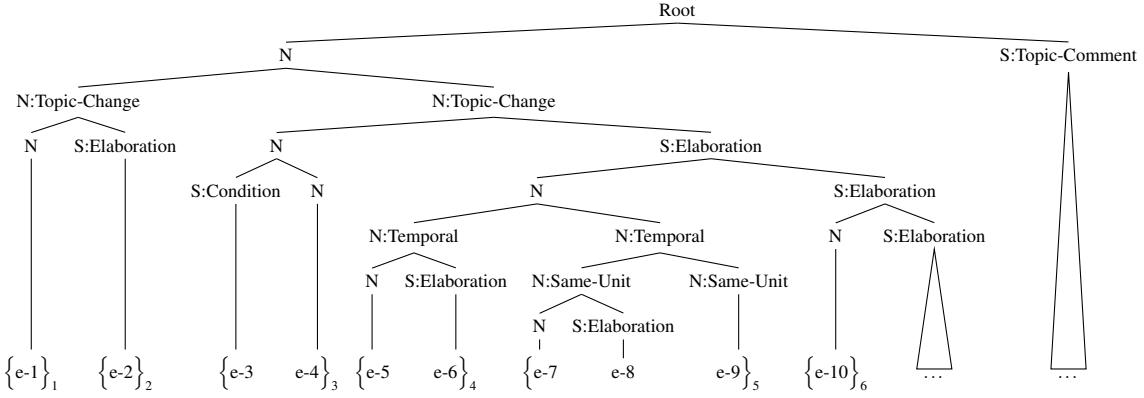 Root
N S:Topic-Comment
N:Topic-Change N:Topic-Change
N S:Elaboration N S:Elaboration
S:Condition N N S:Elaboration
N:Temporal N:Temporal N S:Elaboration
N S:Elaboration N:Same-Unit N:Same-Unit
N S:Elaboration
{e-1}1 {e-2}2 {e-3 e-4}3 {e-5 e-6}4 {e-7 e-8 e-9}5 {e-10}6 ... ...